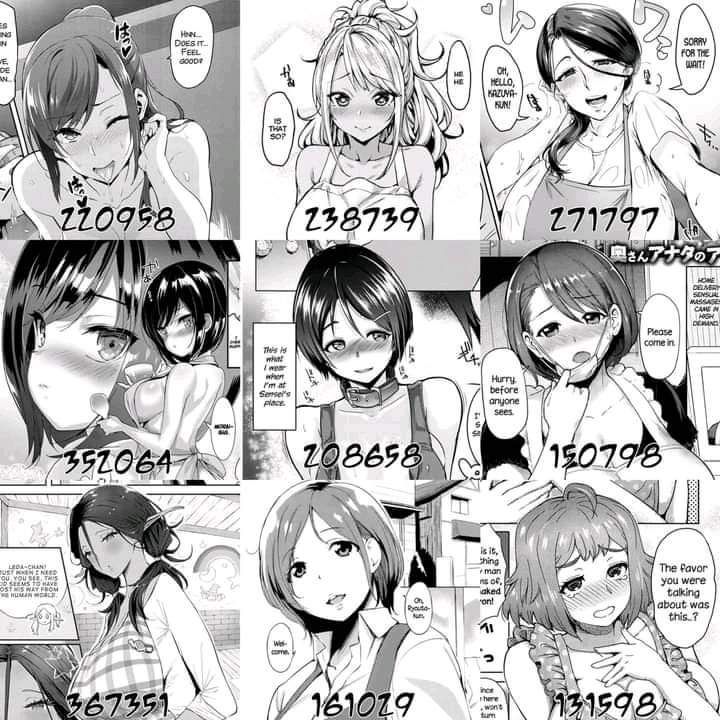 HNN...
DOES IT...
FEEL
GOOD?
220958
HE
HE
IS
THAT
SO?
238739
SORRY
FOR THE
WAIT!
OH,
HELLO,
KAZUYA-
KUN!
271797
352064
This is
what I
wear
when I'm
at
Sensei's
place.
208658
奥さんアナタのア
HOME
DELIVERY
SENSUAL
MASSAGES
CAME IN
HIGH
DEMAND.
Please
come in.
Hurry,
before
anyone
sees.
150798
LEDA-CHAN!
JUST WHEN I NEED
YOU. YOU SEE, THIS
KID SEEMS TO HAVE
LOST HIS WAY FROM
THE HUMAN WORLD.
367351
Oh,
Ryouta-
kun.
Wel-
come.
161029
The favor
you were
talking
about was
this..?
131598